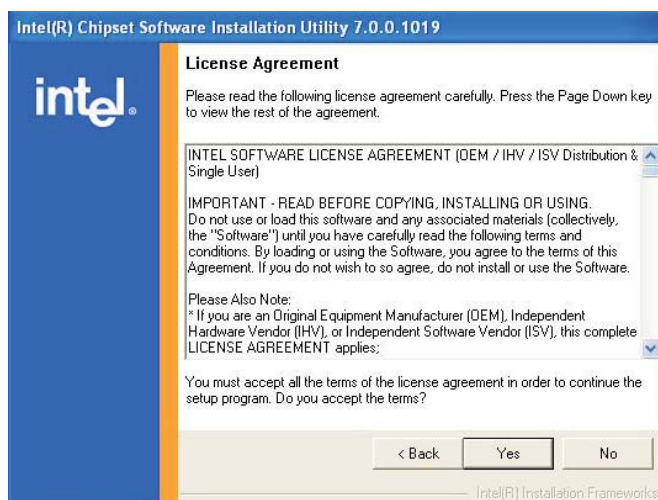 Intel(R) Chipset Software Installation Utility 7.0.0.1019
intel.
License Agreement
Please read the following license agreement carefully. Press the Page Down key
to view the rest of the agreement.
INTEL SOFTWARE LICENSE AGREEMENT (OEM / IHV / ISV Distribution &
Single User)
IMPORTANT - READ BEFORE COPYING, INSTALLING OR USING.
Do not use or load this software and any associated materials (collectively,
the "Software") until you have carefully read the following terms and
conditions. By loading or using the Software, you agree to the terms of this
Agreement. If you do not wish to so agree, do not install or use the Software.
Please Also Note:
* If you are an Original Equipment Manufacturer (OEM), Independent
Hardware Vendor (IHV), or Independent Software Vendor (ISV), this complete
LICENSE AGREEMENT applies;
You must accept all the terms of the license agreement in order to continue the
setup program. Do you accept the terms?
< Back Yes No
Intel(R) Installation Frameworks